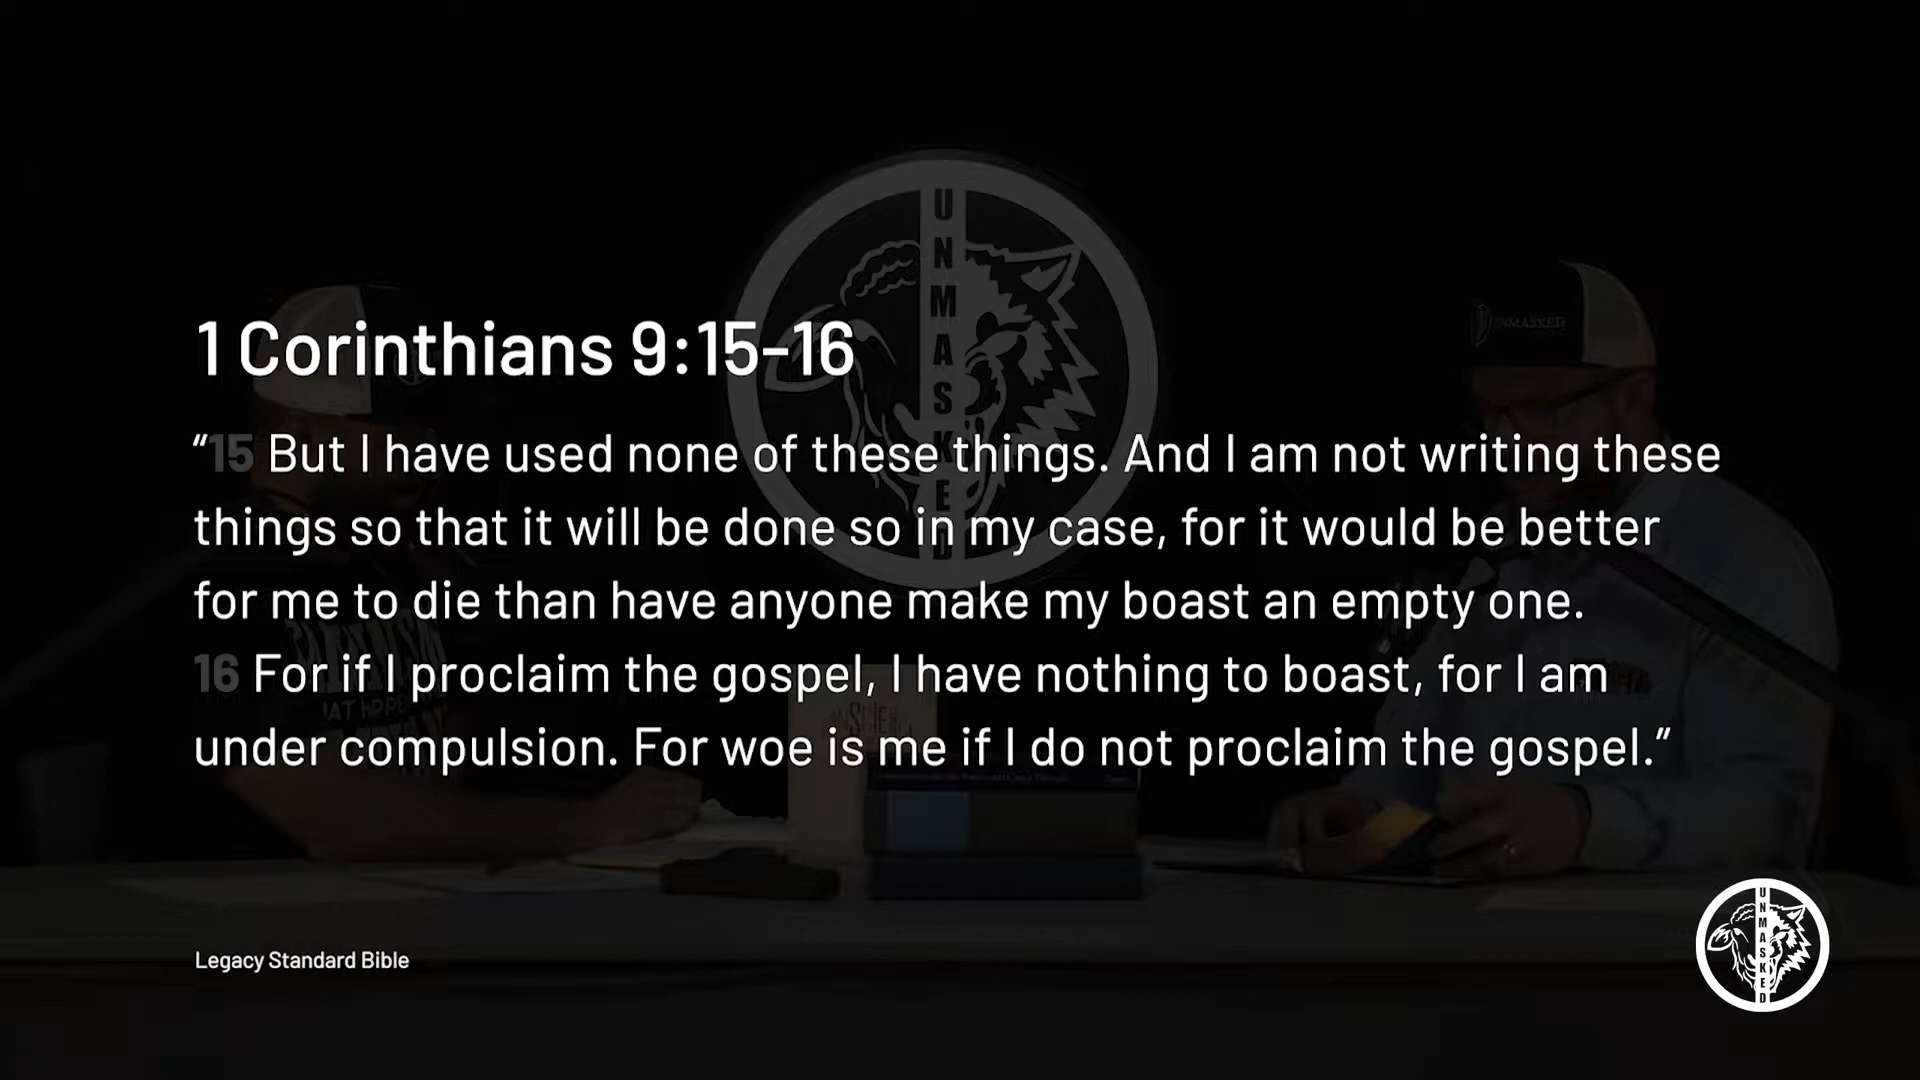 UNMASKED
UNMASKED
1 Corinthians 9:15–16
“15 But I have used none of these things. And I am not writing these
things so that it will be done so in my case, for it would be better
for me to die than have anyone make my boast an empty one.
16 For if I proclaim the gospel, I have nothing to boast, for I am
under compulsion. For woe is me if I do not proclaim the gospel.”
Legacy Standard Bible
UNMASKED